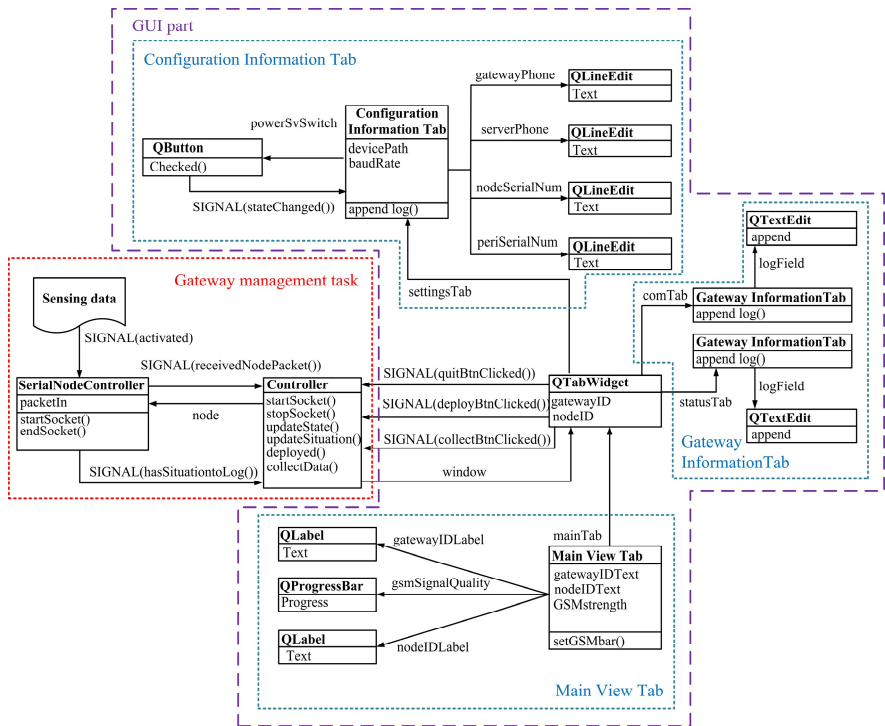 GUI part
Configuration Information Tab
gatewayPhone
QLineEdit
Text
powerSvSwitch
Configuration
Information Tab
devicePath
baudRate
append log()
serverPhone
QLineEdit
Text
QButton
Checked()
SIGNAL(stateChanged())
nodeSerialNum
QLineEdit
Text
periSerialNum
QLineEdit
Text
settingsTab
QTextEdit
append
logField
comTab
Gateway InformationTab
append log()
Gateway InformationTab
append log()
statusTab
logField
QTextEdit
append
Gateway
InformationTab
Gateway management task
Sensing data
SIGNAL(activated)
SIGNAL(receivedNodePacket())
SerialNodeController
packetIn
startSocket()
endSocket()
node
Controller
startSocket()
stopSocket()
updateState()
updateSituation()
deployed()
collectData()
SIGNAL(hasSituationtoLog())
SIGNAL(quitBtnClicked())
SIGNAL(deployBtnClicked())
SIGNAL(collectBtnClicked())
window
QTabWidget
gatewayID
nodeID
mainTab
QLabel
Text
gatewayIDLabel
QProgressBar
Progress
gsmSignalQuality
QLabel
Text
nodeIDLabel
Main View Tab
gatewayIDText
nodeIDText
GSMstrength
setGSMbar()
Main View Tab